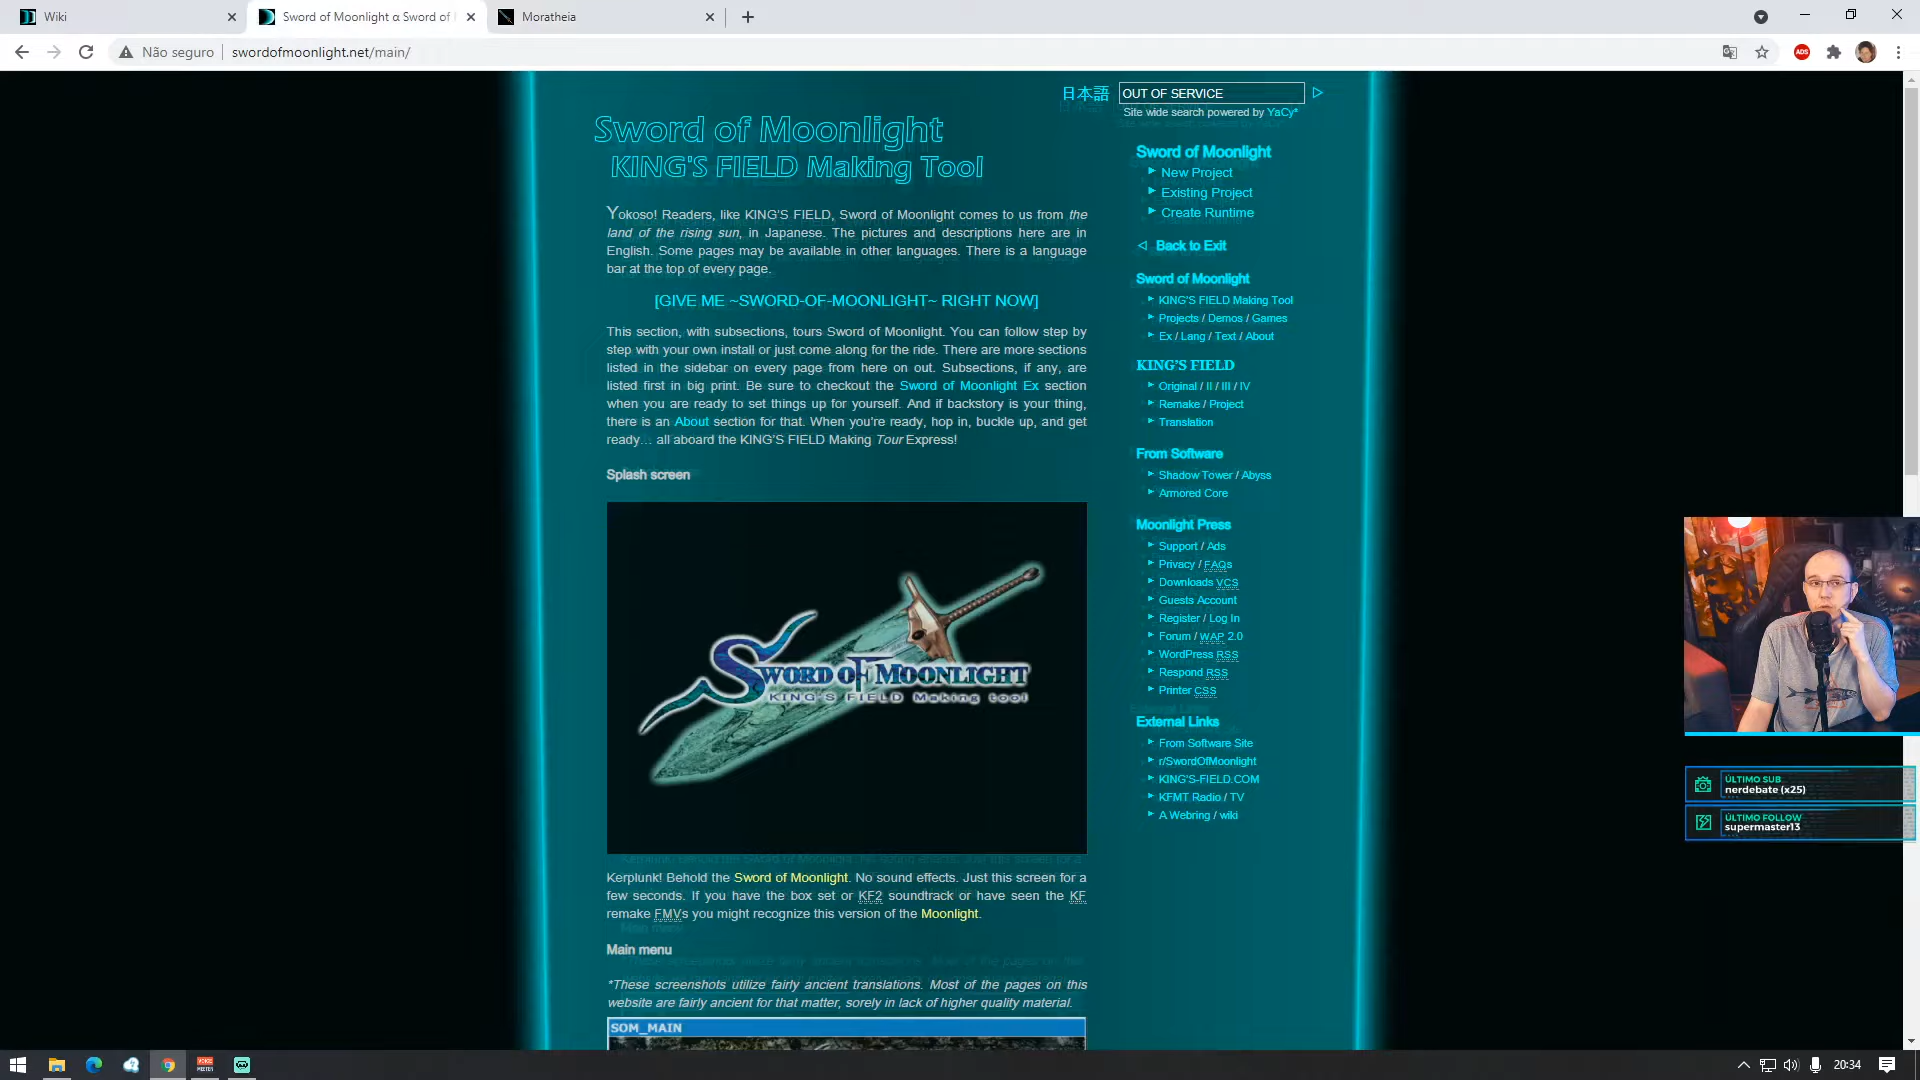 Wiki
Sword of Moonlight α Sword of
Moratheia
Não seguro
swordofmoonlight.net/main/
ADS
日本語
OUT OF SERVICE
Site wide search powered by YaCy*
Sword of Moonlight
KING'S FIELD Making Tool
Yokoso! Readers, like KING'S FIELD, Sword of Moonlight comes to us from the
land of the rising sun, in Japanese. The pictures and descriptions here are in
English. Some pages may be available in other languages. There is a language
bar at the top of every page.
[GIVE ME ~SWORD-OF-MOONLIGHT~ RIGHT NOW]
This section, with subsections, tours Sword of Moonlight. You can follow step by
step with your own install or just come along for the ride. There are more sections
listed in the sidebar on every page from here on out. Subsections, if any, are
listed first in big print. Be sure to checkout the Sword of Moonlight Ex section
when you are ready to set things up for yourself. And if backstory is your thing,
there is an About section for that. When you're ready, hop in, buckle up, and get
ready… all aboard the KING'S FIELD Making Tour Express!
Splash screen
SWORD OF MOONLIGHT
KING'S FIELD Making tool
Kerplunk! Behold the Sword of Moonlight. No sound effects. Just this screen for a
few seconds. If you have the box set or KF2 soundtrack or have seen the KF
remake FMVs you might recognize this version of the Moonlight.
Main menu
*These screenshots utilize fairly ancient translations. Most of the pages on this
website are fairly ancient for that matter, sorely in lack of higher quality material.
SOM_MAIN
Sword of Moonlight
New Project
Existing Project
Create Runtime
Back to Exit
Sword of Moonlight
KING'S FIELD Making Tool
Projects / Demos / Games
Ex / Lang / Text / About
KING'S FIELD
Original / II / III / IV
Remake / Project
Translation
From Software
Shadow Tower / Abyss
Armored Core
Moonlight Press
Support / Ads
Privacy / FAQs
Downloads VCS
Guests Account
Register / Log In
Forum / WAP 2.0
WordPress RSS
Respond RSS
Printer CSS
External Links
From Software Site
r/SwordOfMoonlight
KING'S-FIELD.COM
KFMT Radio / TV
A Webring / wiki
ÚLTIMO SUB
nerdebate (x25)
ÚLTIMO FOLLOW
supermaster13
20:34